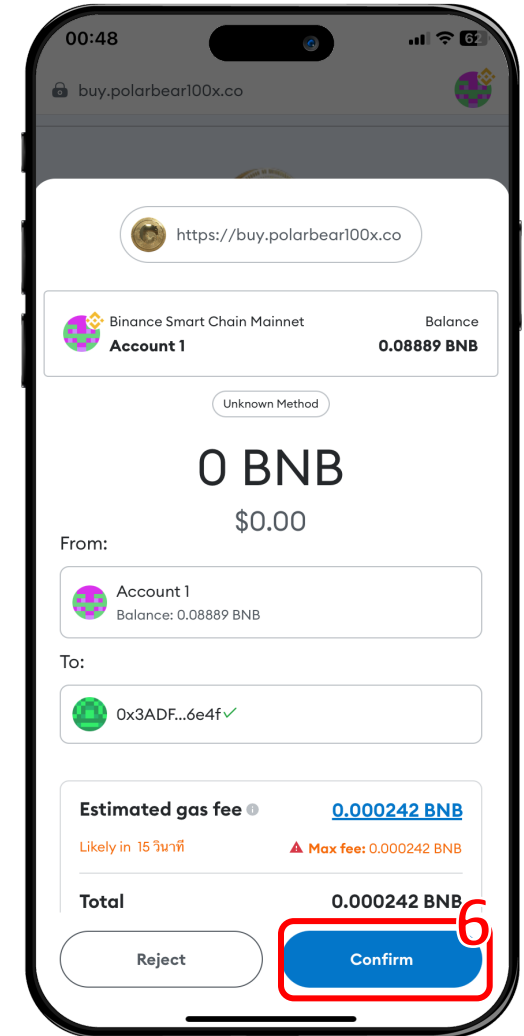 00:48
62
buy.polarbear100x.co
https://buy.polarbear100x.co
Binance Smart Chain Mainnet
Balance
Account 1
0.08889 BNB
Unknown Method
0 BNB
$0.00
From:
Account 1
Balance: 0.08889 BNB
To:
0x3ADF...6e4f
Estimated gas fee
0.000242 BNB
Likely in 15 วินาที
Max fee: 0.000242 BNB
Total
0.000242 BNB
6
Reject
Confirm